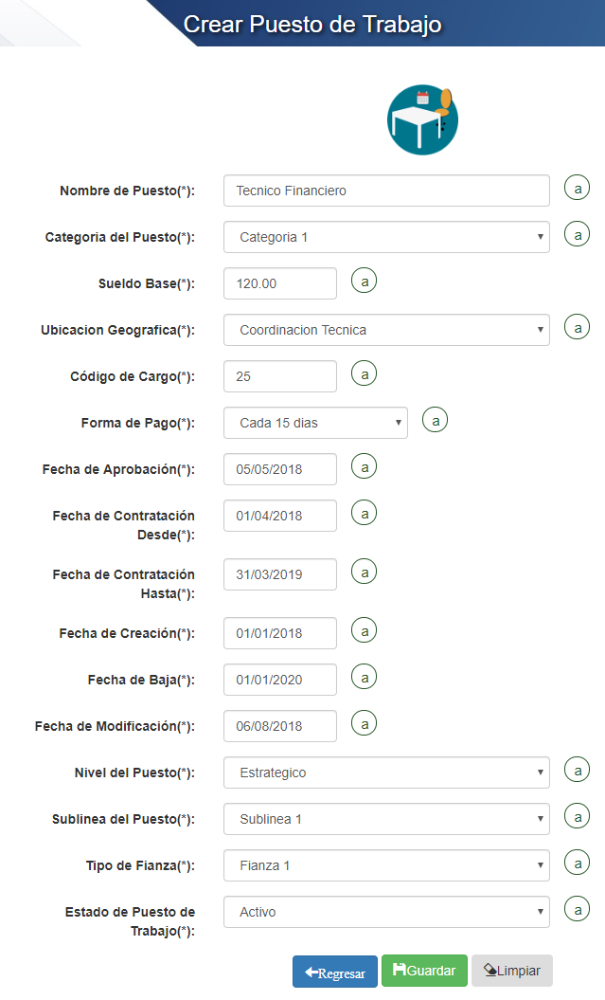 Crear Puesto de Trabajo
Nombre de Puesto(*): Tecnico Financiero a
Categoria del Puesto(*): Categoria 1 a
Sueldo Base(*): 120.00 a
Ubicacion Geografica(*): Coordinacion Tecnica a
Código de Cargo(*): 25 a
Forma de Pago(*): Cada 15 dias a
Fecha de Aprobación(*): 05/05/2018 a
Fecha de Contratación
Desde(*): 01/04/2018 a
Fecha de Contratación
Hasta(*): 31/03/2019 a
Fecha de Creación(*): 01/01/2018 a
Fecha de Baja(*): 01/01/2020 a
Fecha de Modificación(*): 06/08/2018 a
Nivel del Puesto(*): Estrategico a
Sublinea del Puesto(*): Sublinea 1 a
Tipo de Fianza(*): Fianza 1 a
Estado de Puesto de
Trabajo(*): Activo a
Regresar Guardar Limpiar